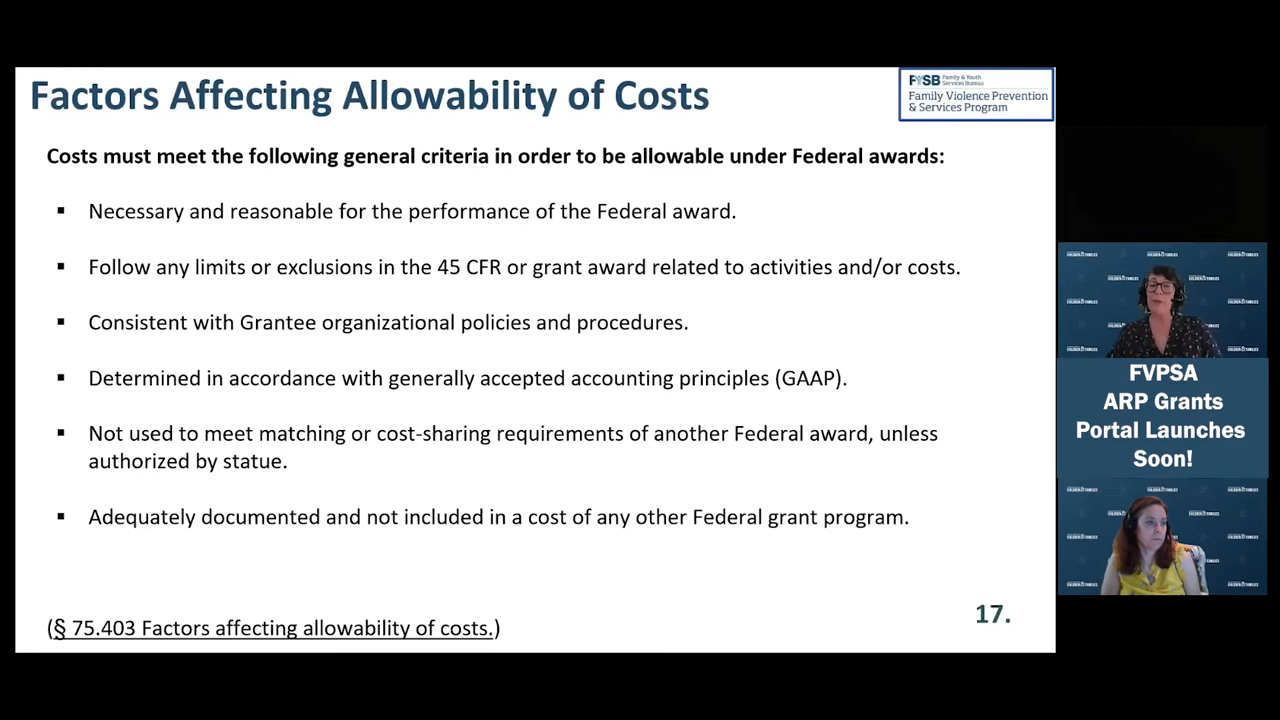 Factors Affecting Allowability of Costs
FYSB Family & Youth
Services Bureau
Family Violence Prevention
& Services Program
Costs must meet the following general criteria in order to be allowable under Federal awards:
▪ Necessary and reasonable for the performance of the Federal award.
▪ Follow any limits or exclusions in the 45 CFR or grant award related to activities and/or costs.
▪ Consistent with Grantee organizational policies and procedures.
▪ Determined in accordance with generally accepted accounting principles (GAAP).
▪ Not used to meet matching or cost-sharing requirements of another Federal award, unless
authorized by statue.
▪ Adequately documented and not included in a cost of any other Federal grant program.
(§ 75.403 Factors affecting allowability of costs.)
17.
FVPSA
ARP Grants
Portal Launches
Soon!